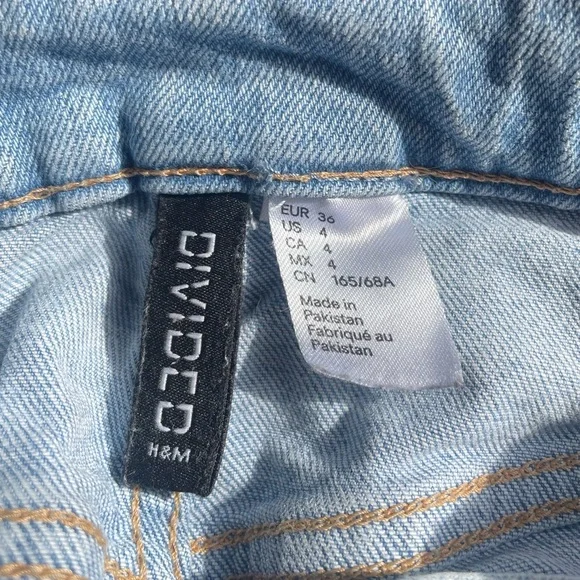 DIVIDED
H&M
EUR 36
US 4
CA 4
MX 4
CN 165/68A
Made in
Pakistan
Fabriqué au
Pakistan